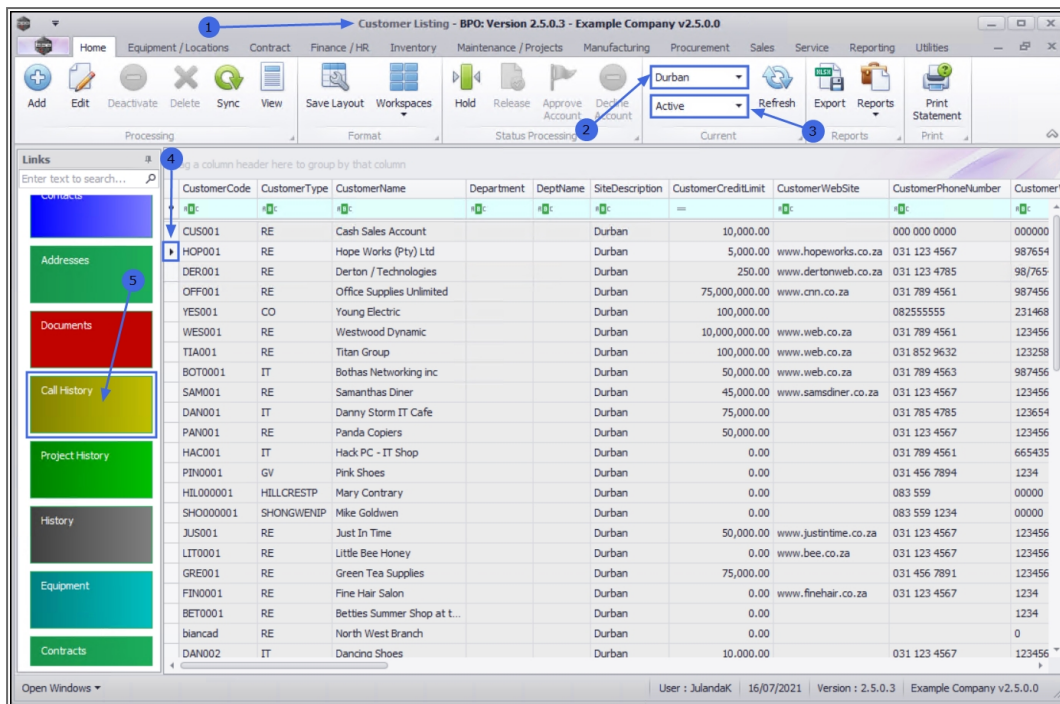 1
Customer Listing - BPO: Version 2.5.0.3 - Example Company v2.5.0.0
Home Equipment / Locations Contract Finance / HR Inventory Maintenance / Projects Manufacturing Procurement Sales Service Reporting Utilities
Add Edit Deactivate Delete Sync View Save Layout Workspaces Hold Release Approve Account Decline Account Durban Active Refresh Export Reports Print Statement
2 3
Processing Format Status Processing Current Reports Print
Links
Enter text to search...
4
a column header here to group by that column
CustomerCode CustomerType CustomerName Department DeptName SiteDescription CustomerCreditLimit CustomerWebSite CustomerPhoneNumber
CUS001 RE Cash Sales Account Durban 10,000.00 000 000 0000 000000
HOP001 RE Hope Works (Pty) Ltd Durban 5,000.00 www.hopeworks.co.za 031 123 4567 987654
DER001 RE Derton / Technologies Durban 250.00 www.dertonweb.co.za 031 123 4785 98/765
OFF001 RE Office Supplies Unlimited Durban 75,000,000.00 www.cnn.co.za 031 789 4561 987456
YES001 CO Young Electric Durban 100,000.00 082555555 231468
WES001 RE Westwood Dynamic Durban 10,000,000.00 www.web.co.za 031 789 4561 123456
TIA001 RE Titan Group Durban 100,000.00 www.web.co.za 031 852 9632 123258
BOT0001 IT Bothas Networking inc Durban 50,000.00 www.web.co.za 031 789 4563 987456
SAM001 RE Samanthas Diner Durban 45,000.00 www.samsdiner.co.za 031 123 4567 123456
DAN001 IT Danny Storm IT Cafe Durban 75,000.00 031 785 4785 123654
PAN001 RE Panda Copiers Durban 50,000.00 031 123 4567 123456
HAC001 IT Hack PC - IT Shop Durban 0.00 031 789 4561 665435
PIN0001 GV Pink Shoes Durban 0.00 031 456 7894 1234
HIL000001 HILLCRESTP Mary Contrary Durban 0.00 083 559 00000
SHO000001 SHONGWENIP Mike Goldwen Durban 0.00 083 559 1234 00000
JUS001 RE Just In Time Durban 50,000.00 www.justintime.co.za 031 123 4567 123456
LIT0001 RE Little Bee Honey Durban 0.00 www.bee.co.za 031 123 4567 123456
GRE001 RE Green Tea Supplies Durban 75,000.00 031 456 7891 123456
FIN0001 RE Fine Hair Salon Durban 0.00 www.finehair.co.za 031 123 4567 1234
BET0001 RE Betties Summer Shop at t... Durban 0.00 1234
biancad RE North West Branch Durban 0.00 0
DAN002 IT Dancing Shoes Durban 10,000.00 031 123 4567 123456
Contacts
Addresses
5
Documents
Call History
Project History
History
Equipment
Contracts
Open Windows
User : JulandaK 16/07/2021 Version : 2.5.0.3 Example Company v2.5.0.0